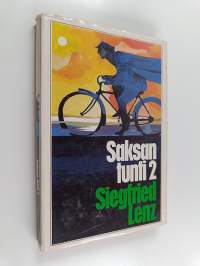 Saksan
tunti 2
Siegfried
Lenz